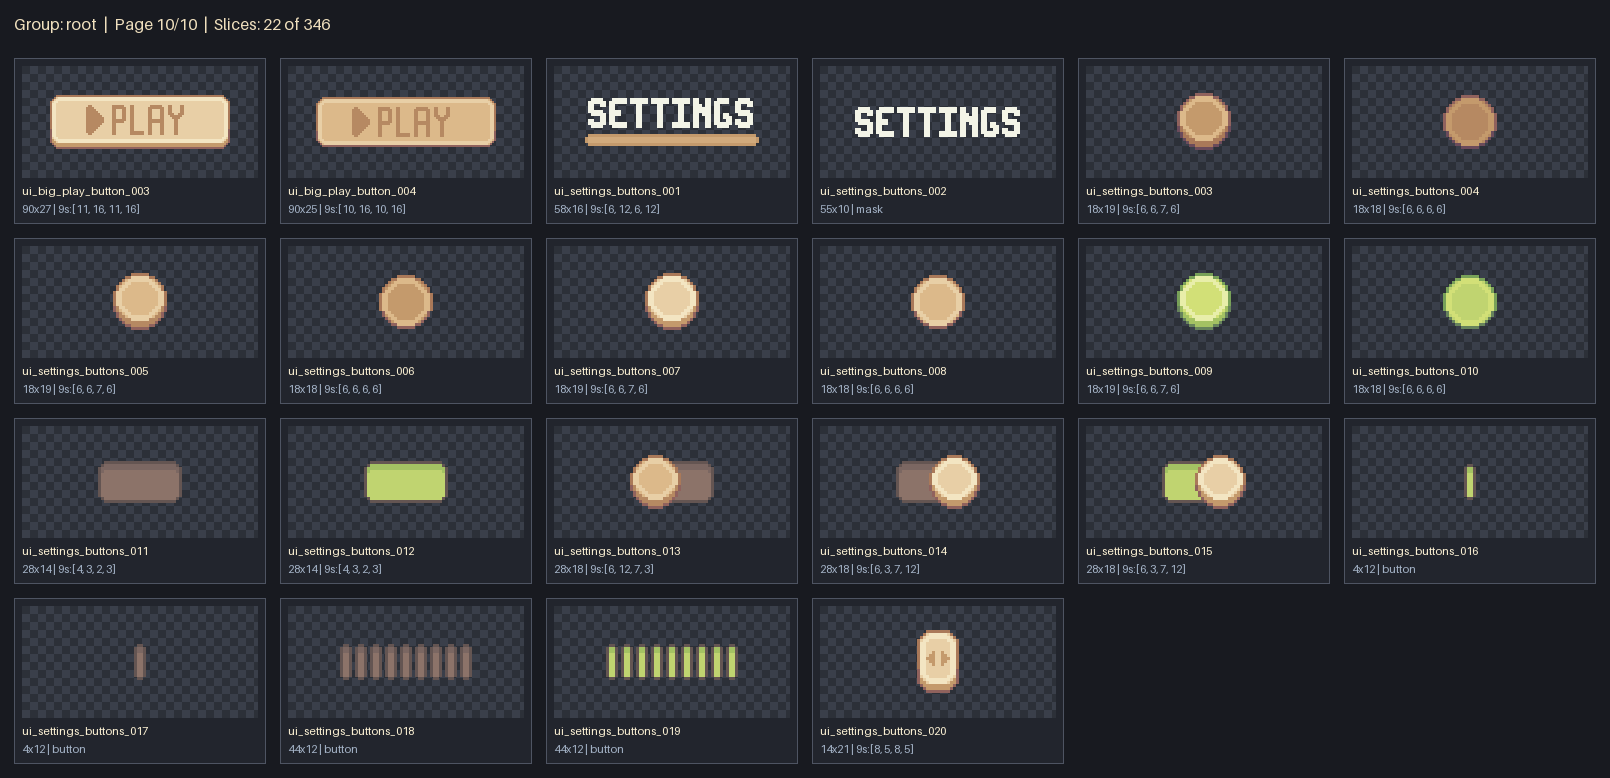 Group: root | Page 10/10 | Slices: 22 of 346
PLAY
ui_big_play_button_003
90x27 | 9s:[11, 16, 11, 16]
PLAY
ui_big_play_button_004
90x25 | 9s:[10, 16, 10, 16]
SETTINGS
ui_settings_buttons_001
58x16 | 9s:[6, 12, 6, 12]
SETTINGS
ui_settings_buttons_002
55x10 | mask
ui_settings_buttons_003
18x19 | 9s:[6, 6, 7, 6]
ui_settings_buttons_004
18x18 | 9s:[6, 6, 6, 6]
ui_settings_buttons_005
18x19 | 9s:[6, 6, 7, 6]
ui_settings_buttons_006
18x18 | 9s:[6, 6, 6, 6]
ui_settings_buttons_007
18x19 | 9s:[6, 6, 7, 6]
ui_settings_buttons_008
18x18 | 9s:[6, 6, 6, 6]
ui_settings_buttons_009
18x19 | 9s:[6, 6, 7, 6]
ui_settings_buttons_010
18x18 | 9s:[6, 6, 6, 6]
ui_settings_buttons_011
28x14 | 9s:[4, 3, 2, 3]
ui_settings_buttons_012
28x14 | 9s:[4, 3, 2, 3]
ui_settings_buttons_013
28x18 | 9s:[6, 12, 7, 3]
ui_settings_buttons_014
28x18 | 9s:[6, 3, 7, 12]
ui_settings_buttons_015
28x18 | 9s:[6, 3, 7, 12]
ui_settings_buttons_016
4x12 | button
ui_settings_buttons_017
4x12 | button
ui_settings_buttons_018
44x12 | button
ui_settings_buttons_019
44x12 | button
ui_settings_buttons_020
14x21 | 9s:[8, 5, 8, 5]